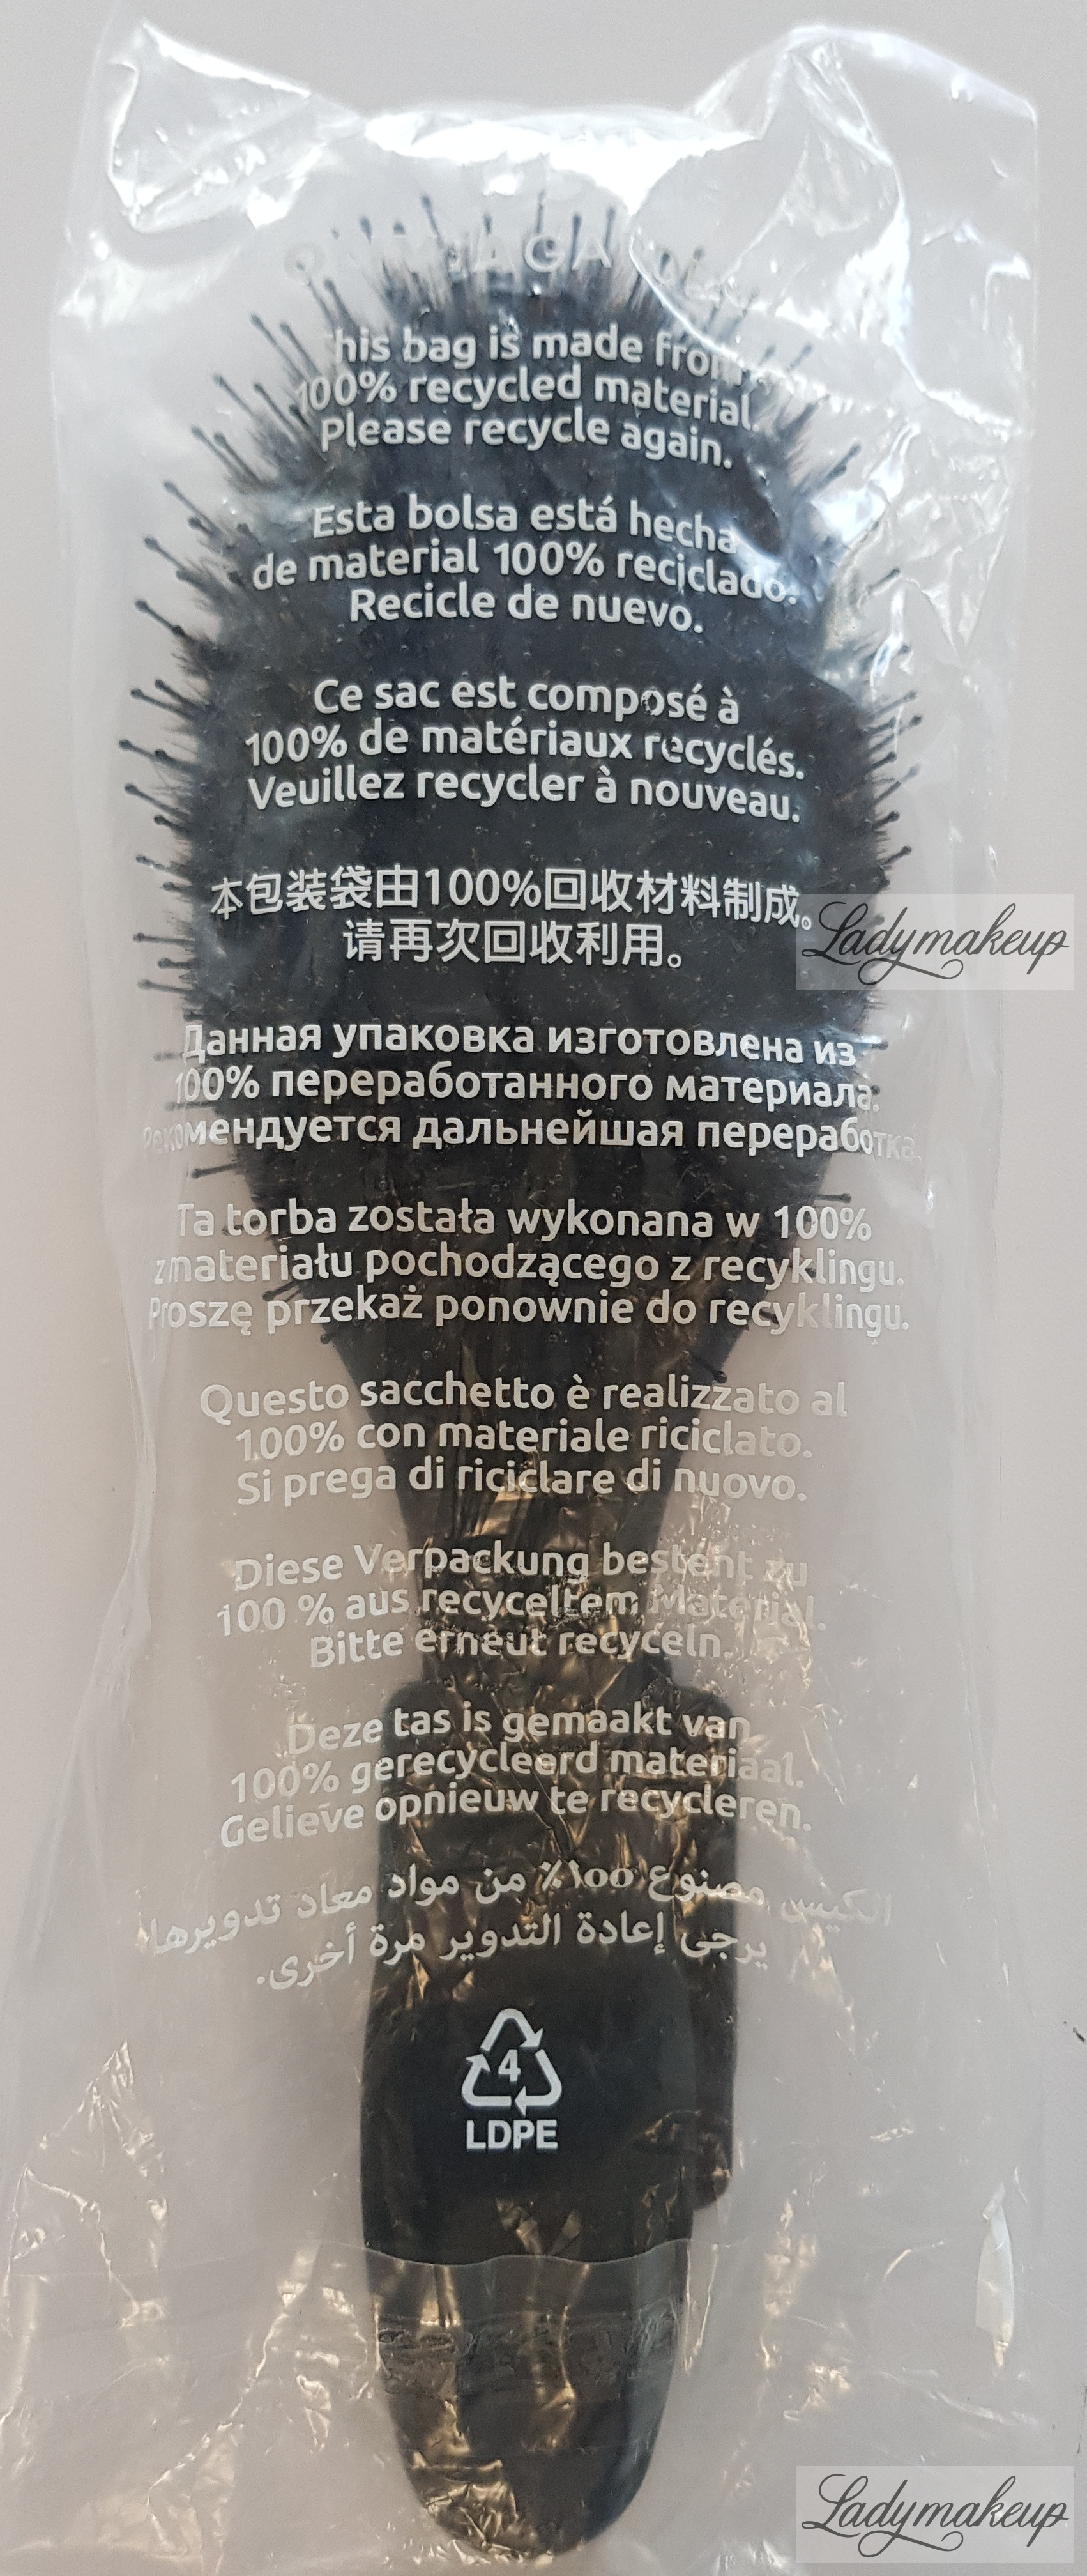 his bag is made from
100% recycled material.
Please recycle again.
Esta bolsa está hecha
de material 100% reciclado.
Recicle de nuevo.
Ce sac est composé à
100% de matériaux recyclés.
Veuillez recycler à nouveau.
本包装袋由100%回收材料制成。
请再次回收利用。
Данная упаковка изготовлена из
100% переработанного материала.
Рекомендуется дальнейшая переработка.
Ta torba została wykonana w 100%
z materiału pochodzącego z recyklingu.
Proszę przekaż ponownie do recyklingu.
Questo sacchetto è realizzato al
100% con materiale riciclato.
Si prega di riciclare di nuovo.
Diese Verpackung besteht zu
100 % aus recyceltem Material.
Bitte erneut recyceln.
Deze tas is gemaakt van
100% gerecycleerd materiaal.
Gelieve opnieuw te recycleren.
الكيس مصنوع ١٠٠٪ من مواد معاد تدويرها،
يرجى إعادة التدوير مرة أخرى.
4
LDPE
Ladymakeup
Ladymakeup